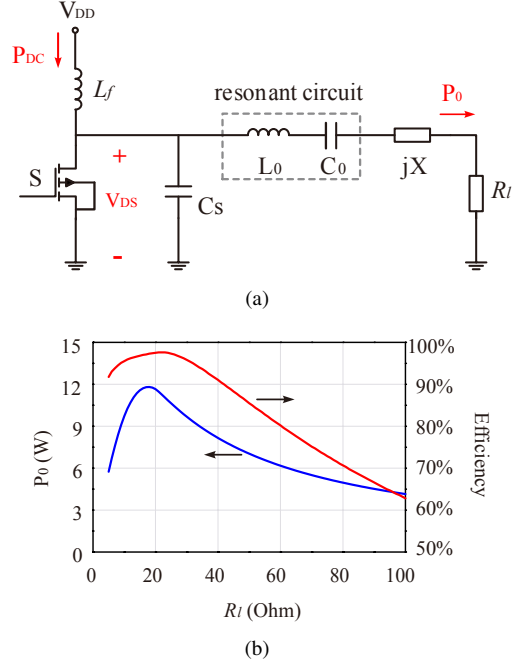 VDD
PDC
Lf
resonant circuit
P0
+
S
VDS
Cs
L0
C0
jX
Rl
-
(a)
15
12
9
6
3
0
P0 (W)
100%
90%
80%
70%
60%
50%
Efficiency
0 20 40 60 80 100
Rl (Ohm)
(b)